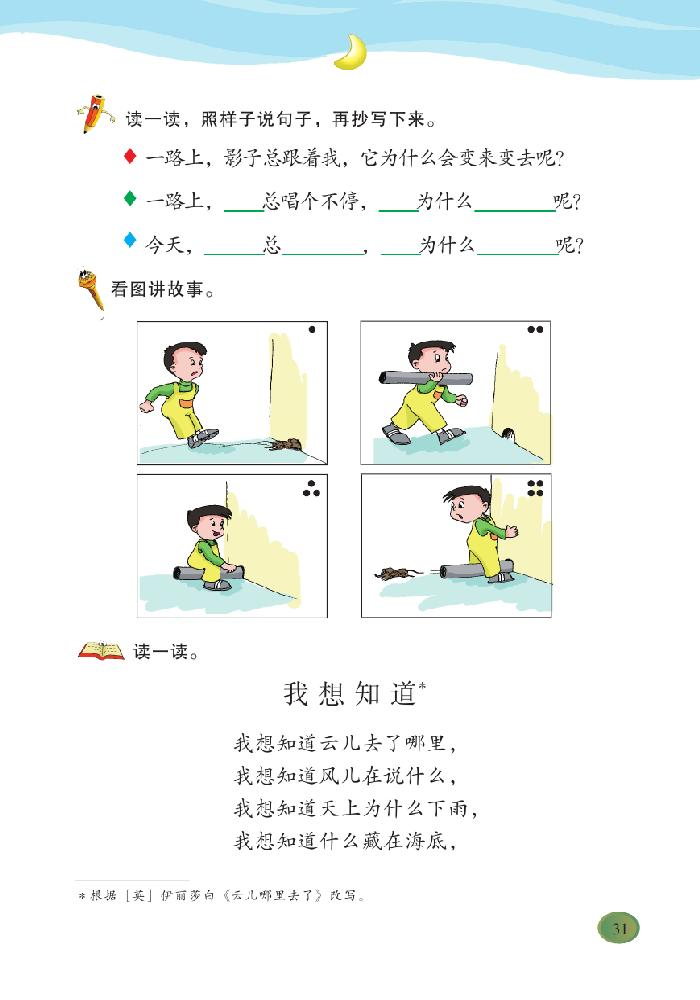 读一读，照样子说句子，再抄写下来。
一路上，影子总跟着我，它为什么会变来变去呢？
一路上，____总唱个不停，____为什么________呢？
今天，______总________，____为什么________呢？
看图讲故事。
读一读。
我想知道*
我想知道云儿去了哪里，
我想知道风儿在说什么，
我想知道天上为什么下雨，
我想知道什么藏在海底，
*根据［英］伊丽莎白《云儿哪里去了》改写。
31